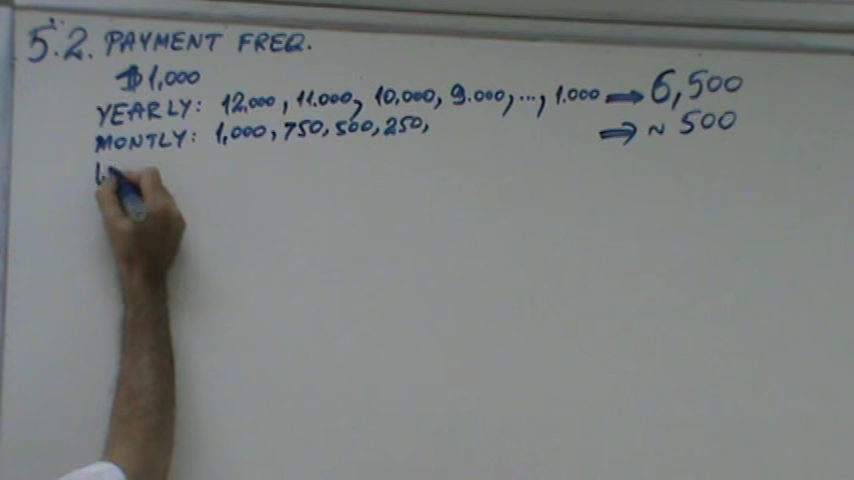 5.2. PAYMENT FREQ.
$1,000
YEARLY: 12,000, 11.000, 10,000, 9.000,..., 1.000 → 6,500
MONTLY: 1,000, 750, 500, 250, ⇒ ~ 500